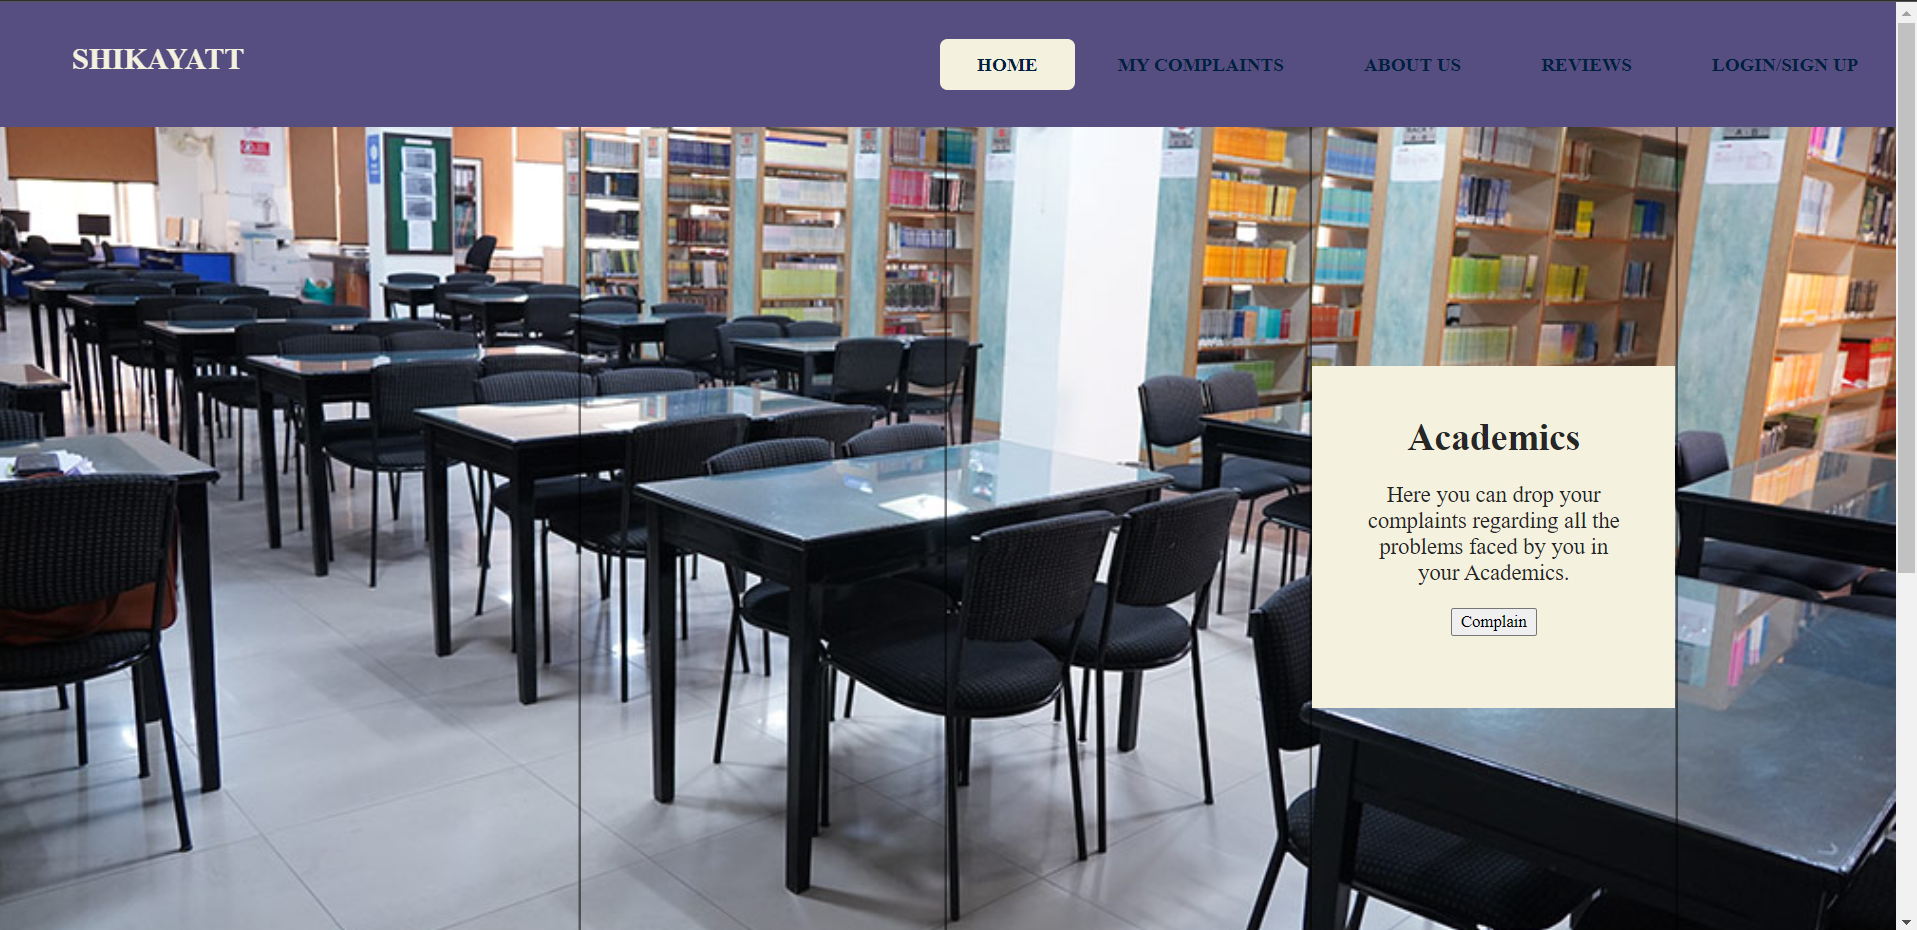 SHIKAYATT
HOME
MY COMPLAINTS
ABOUT US
REVIEWS
LOGIN/SIGN UP
Academics
Here you can drop your
complaints regarding all the
problems faced by you in
your Academics.
Complain